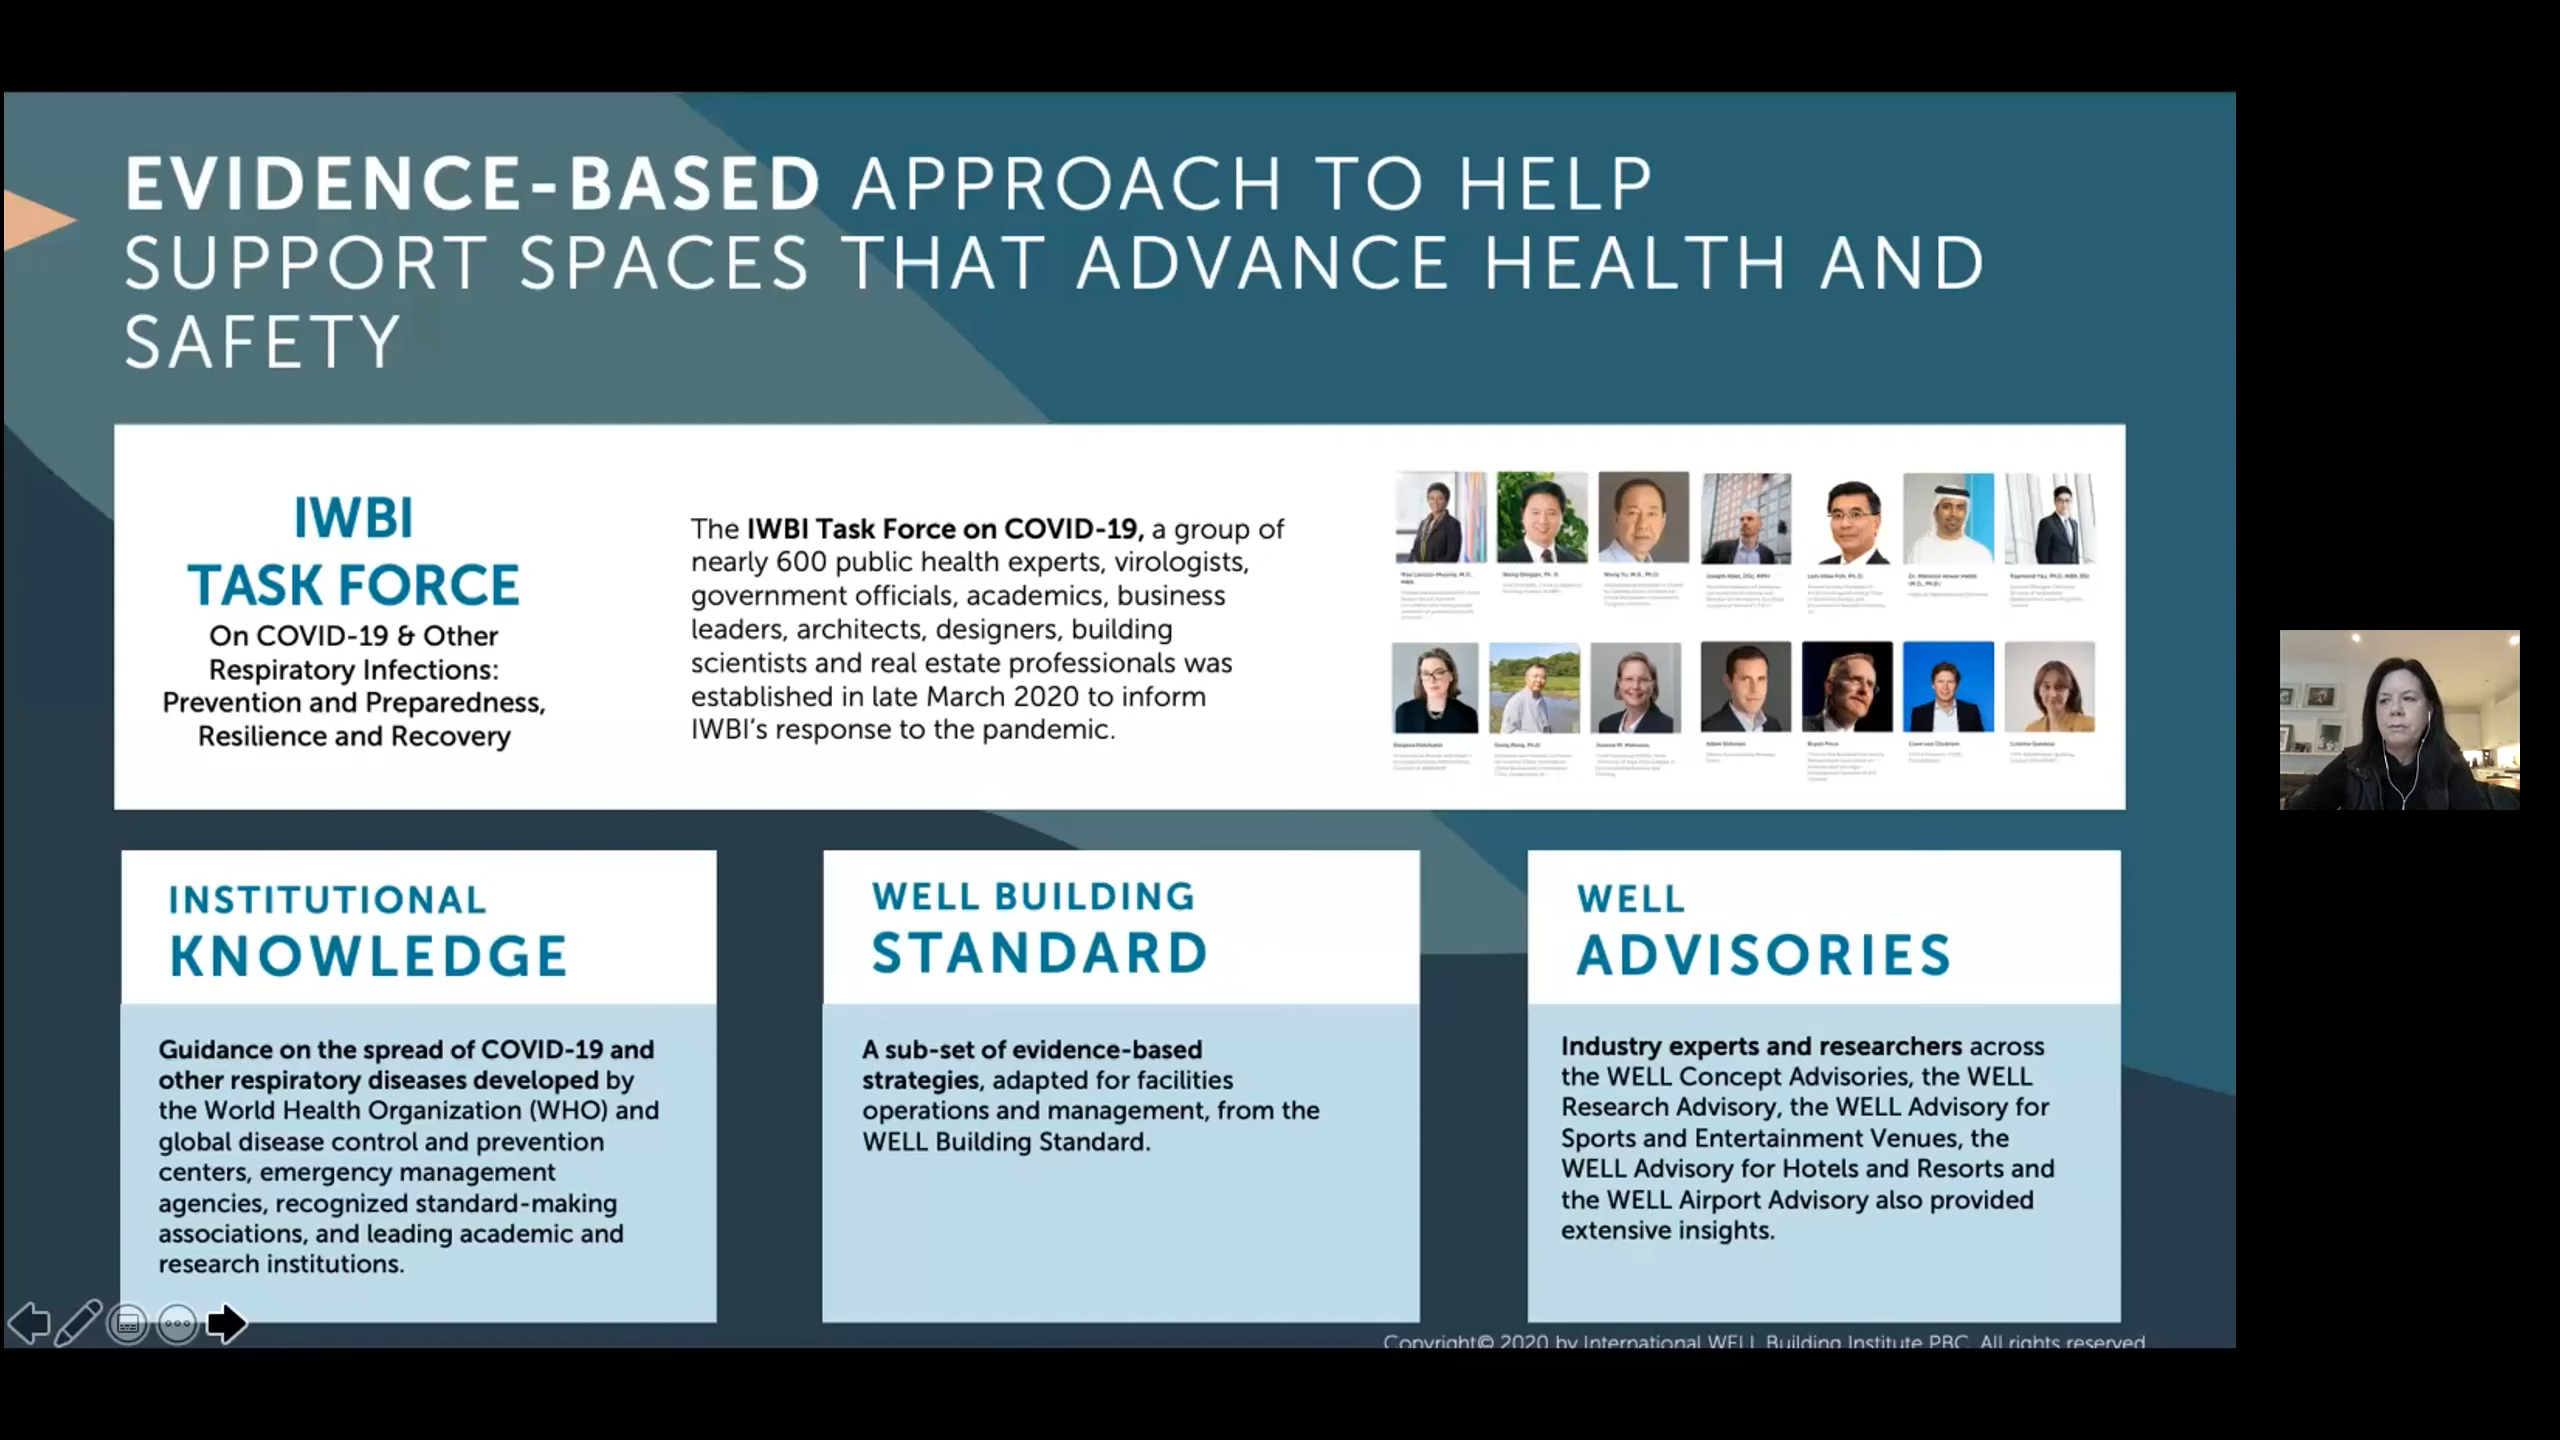 EVIDENCE-BASED APPROACH TO HELP
SUPPORT SPACES THAT ADVANCE HEALTH AND
SAFETY
IWBI
TASK FORCE
On COVID-19 & Other
Respiratory Infections:
Prevention and Preparedness,
Resilience and Recovery
The IWBI Task Force on COVID-19, a group of
nearly 600 public health experts, virologists,
government officials, academics, business
leaders, architects, designers, building
scientists and real estate professionals was
established in late March 2020 to inform
IWBI's response to the pandemic.
INSTITUTIONAL
KNOWLEDGE
Guidance on the spread of COVID-19 and
other respiratory diseases developed by
the World Health Organization (WHO) and
global disease control and prevention
centers, emergency management
agencies, recognized standard-making
associations, and leading academic and
research institutions.
WELL BUILDING
STANDARD
A sub-set of evidence-based
strategies, adapted for facilities
operations and management, from the
WELL Building Standard.
WELL
ADVISORIES
Industry experts and researchers across
the WELL Concept Advisories, the WELL
Research Advisory, the WELL Advisory for
Sports and Entertainment Venues, the
WELL Advisory for Hotels and Resorts and
the WELL Airport Advisory also provided
extensive insights.
Copyright© 2020 by International WELL Building Institute PBC. All rights reserved